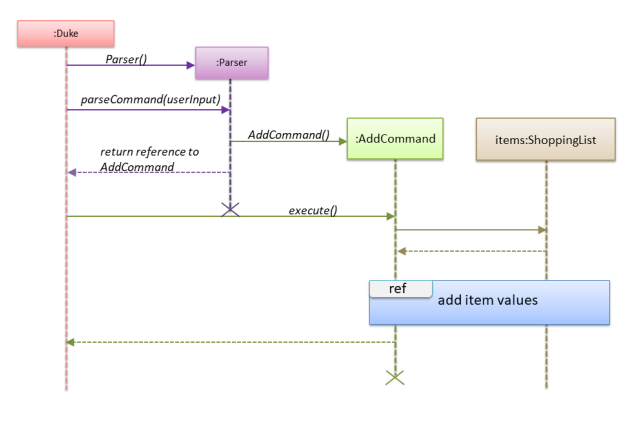 :Duke
Parser()
:Parser
parseCommand(userInput)
AddCommand()
:AddCommand
items:ShoppingList
return reference to
AddCommand
execute()
ref
add item values